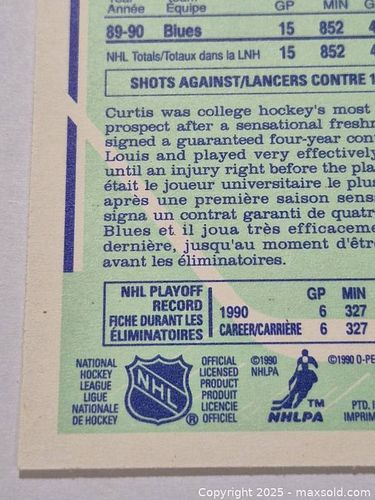 Année Équipe GP MIN
89-90 Blues 15 852
NHL Totals/Totaux dans la LNH 15 852
SHOTS AGAINST/LANCERS CONTRE 1
Curtis was college hockey's most
prospect after a sensational freshm
signed a guaranteed four-year con
Louis and played very effectively
until an injury right before the pla
était le joueur universitaire le plu
après une première saison sens
signa un contrat garanti de quatr
Blues et il joua très efficaceme
dernière, jusqu'au moment d'êtr
avant les éliminatoires.
NHL PLAYOFF
RECORD
FICHE DURANT LES
ÉLIMINATOIRES
GP MIN
1990 6 327
CAREER/CARRIÈRE 6 327
NATIONAL
HOCKEY
LEAGUE
LIGUE
NATIONALE
DE HOCKEY
NHL
®
OFFICIAL
LICENSED
PRODUCT
PRODUIT
LICENCIÉ
OFFICIEL
©1990
NHLPA
TM
NHLPA
©1990 O-PE
PTD. I
IMPRIM
Copyright © 2025 - maxsold.com